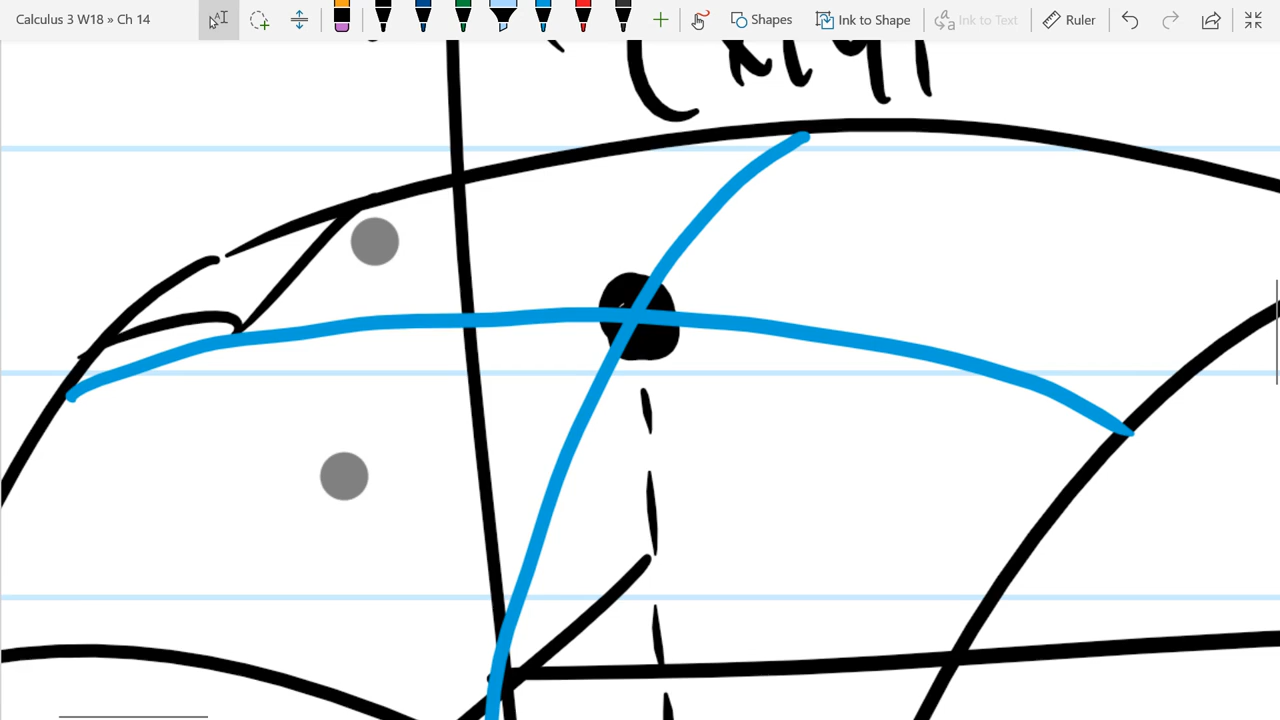 Calculus 3 W18 » Ch 14
Shapes
Ink to Shape
Ink to Text
Ruler
(x,y)